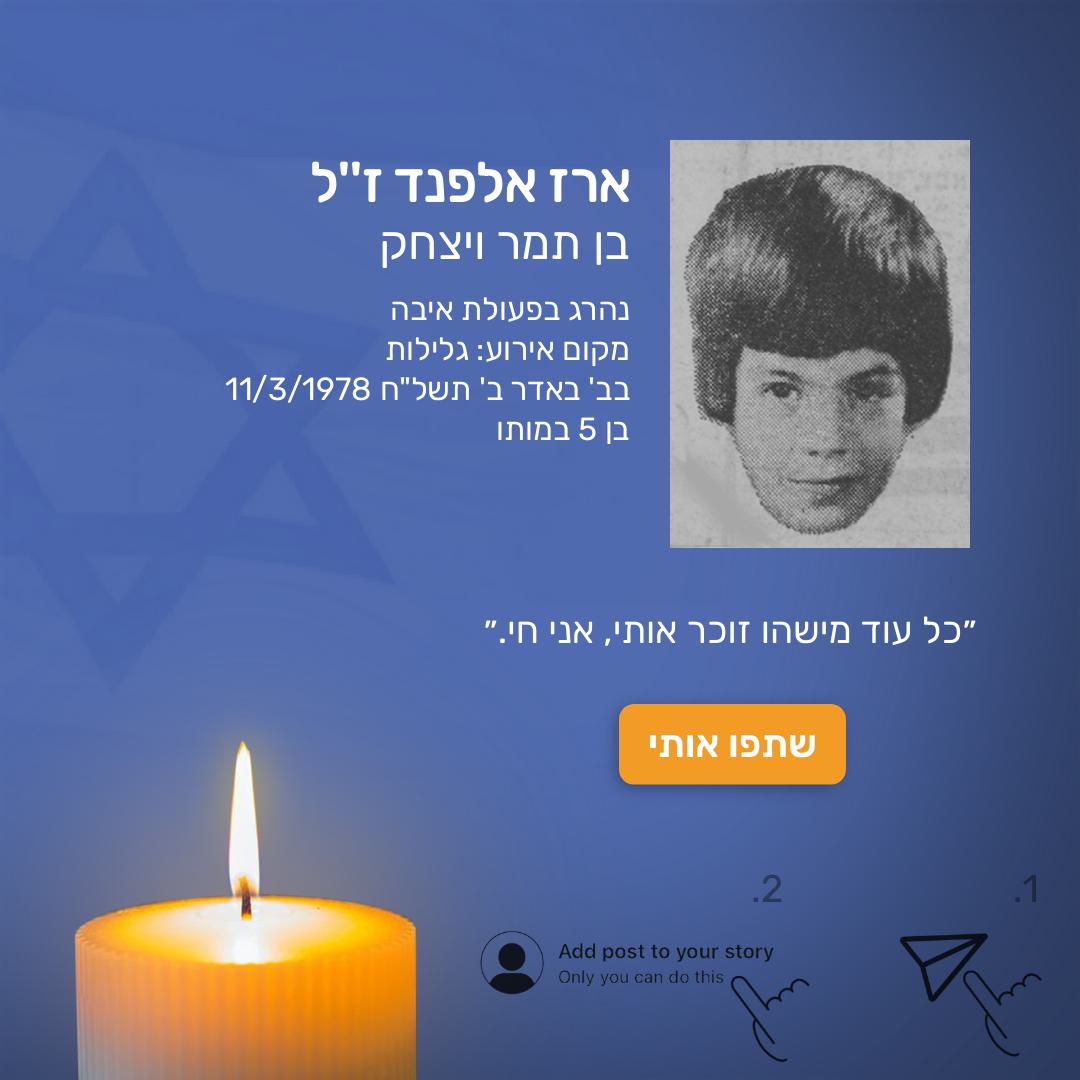 ארז אלפנד ז"ל
בן תמר ויצחק
נהרג בפעולת איבה
מקום אירוע: גלילות
בב' באדר ב' תשל"ח 11/3/1978
בן 5 במותו
״כל עוד מישהו זוכר אותי, אני חי.״
שתפו אותי
.1
.2
Add post to your story
Only you can do this